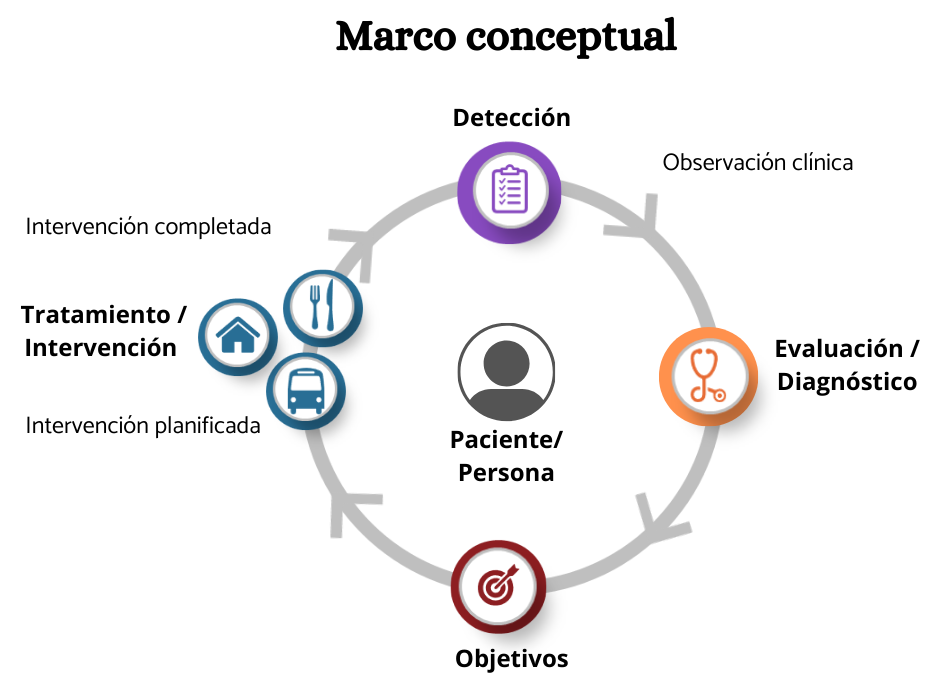 Marco conceptual
Detección
Observación clínica
Intervención completada
Tratamiento /
Intervención
Evaluación /
Diagnóstico
Intervención planificada
Paciente/
Persona
Objetivos